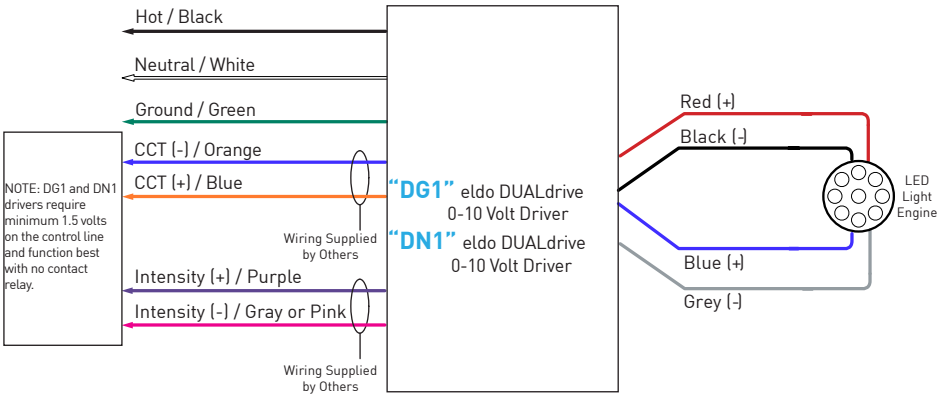 Hot / Black
Neutral / White
Ground / Green
CCT (-) / Orange
CCT (+) / Blue
NOTE: DG1 and DN1
drivers require
minimum 1.5 volts
on the control line
and function best
with no contact
relay.
Wiring Supplied
by Others
Intensity (+) / Purple
Intensity (-) / Gray or Pink
Wiring Supplied
by Others
“DG1” eldo DUALdrive
0-10 Volt Driver
“DN1” eldo DUALdrive
0-10 Volt Driver
Red (+)
Black (-)
Blue (+)
Grey (-)
LED
Light
Engine